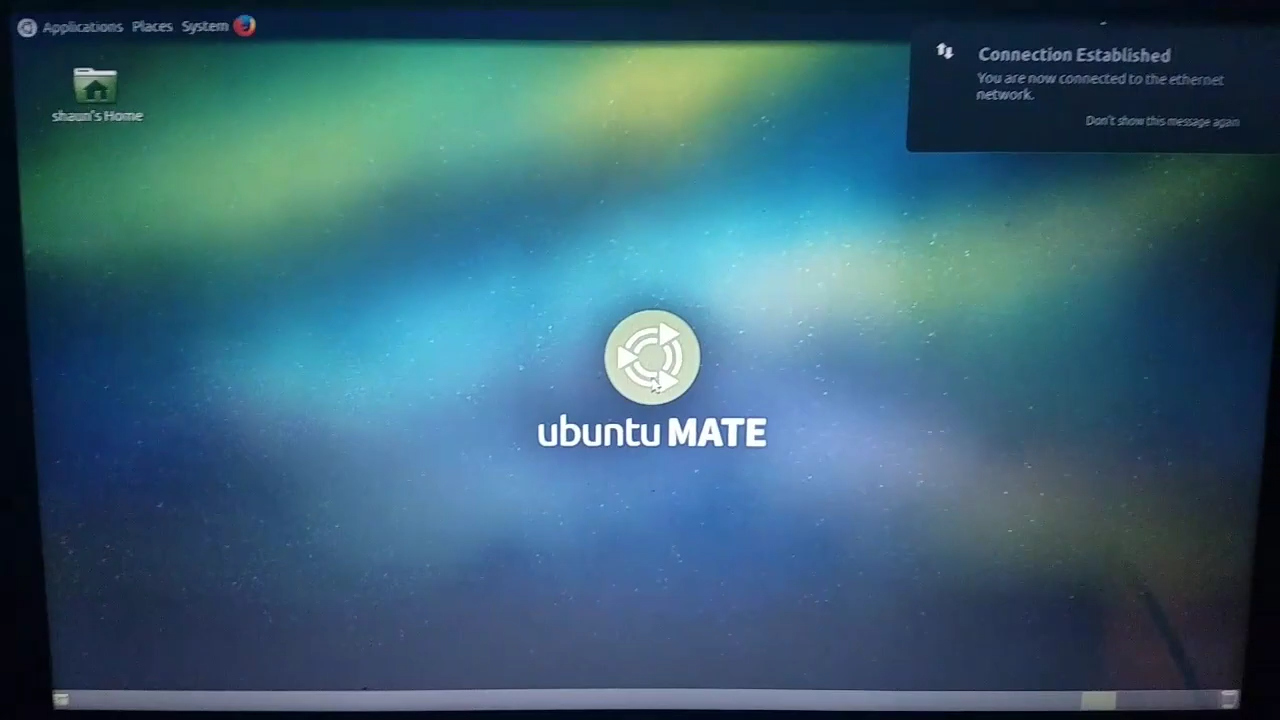 Applications Places System
Connection Established
You are now connected to the ethernet
network.
Don't show this message again
shaun's Home
ubuntu MATE